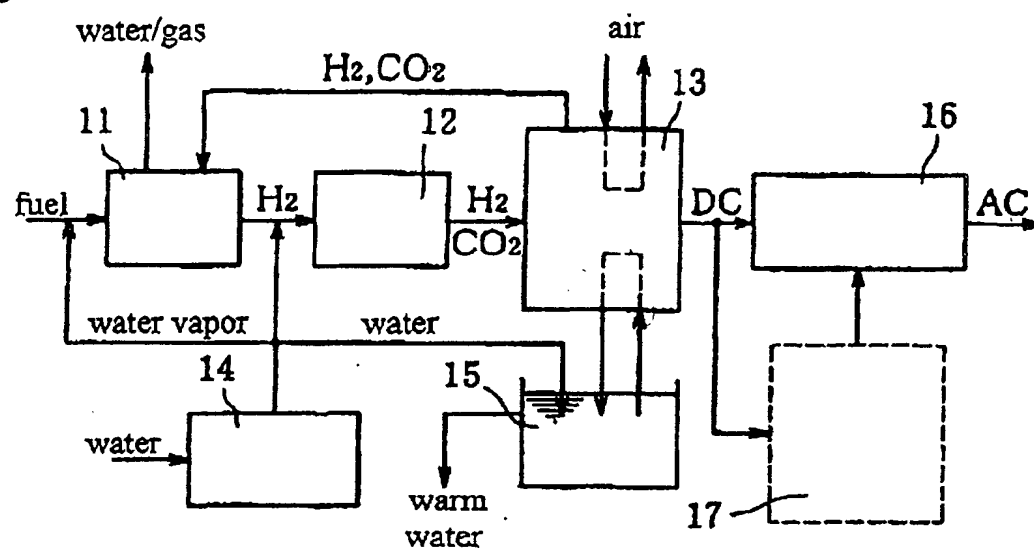 water/gas
air
H2,CO2
13
11
12
16
fuel
H2
H2
CO2
DC
AC
water vapor
water
14
15
water
warm
water
17